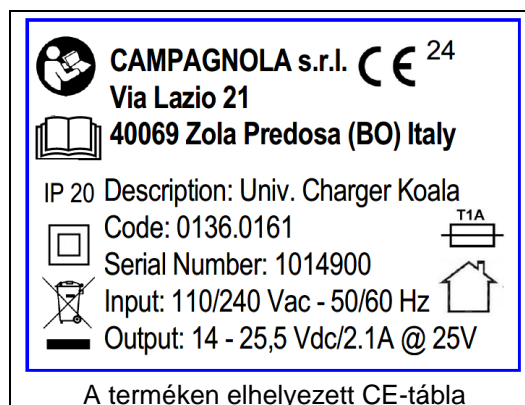 CAMPAGNOLA s.r.l. CE 24
Via Lazio 21
40069 Zola Predosa (BO) Italy
IP 20 Description: Univ. Charger Koala
Code: 0136.0161
T1A
Serial Number: 1014900
Input: 110/240 Vac - 50/60 Hz
Output: 14 - 25,5 Vdc/2.1A @ 25V
A terméken elhelyezett CE-tábla